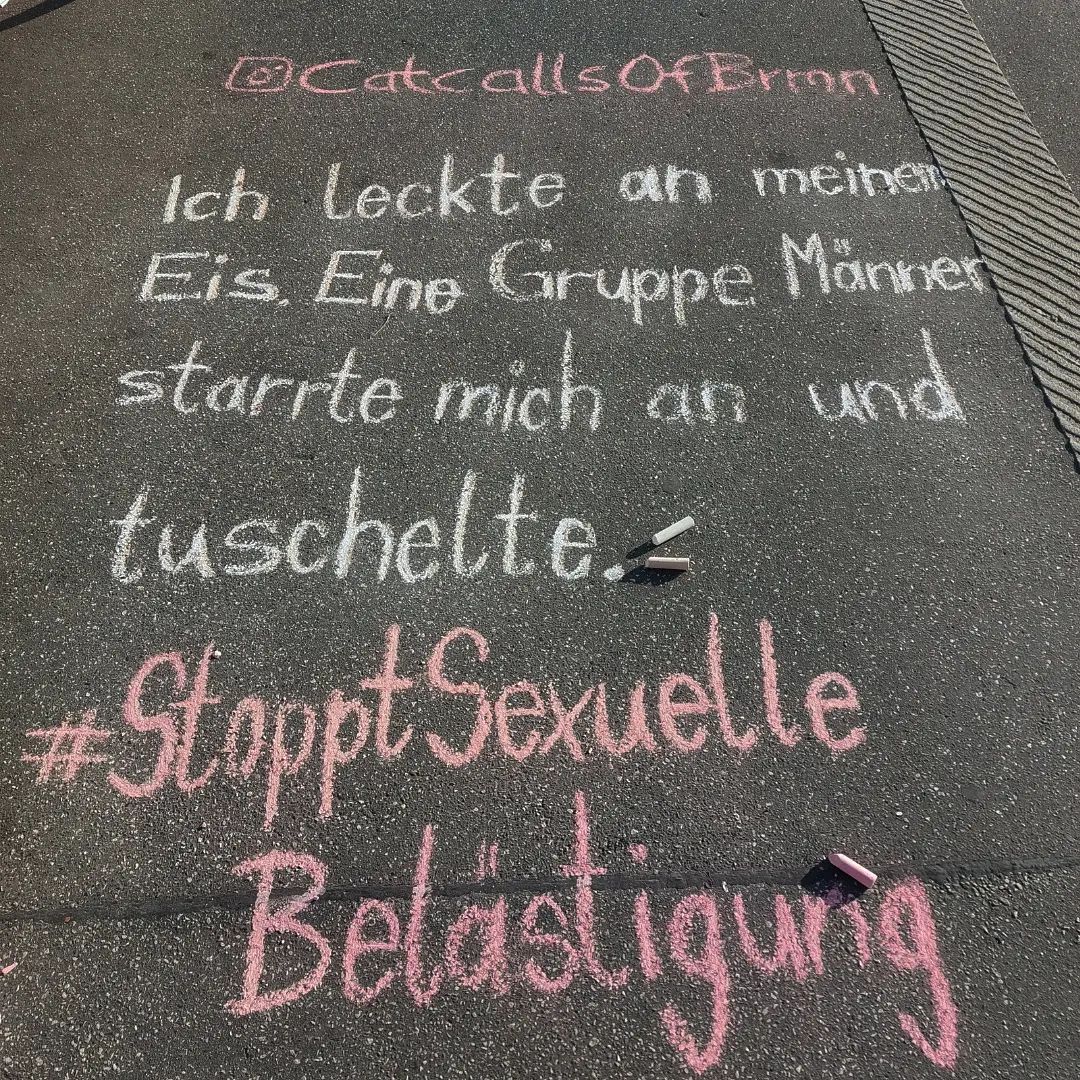 @CatcallsOfBrmn
Ich leckte an meinem
Eis. Eine Gruppe Männer
starrte mich an und
tuschelte.
#StopptSexuelle
Belästigung